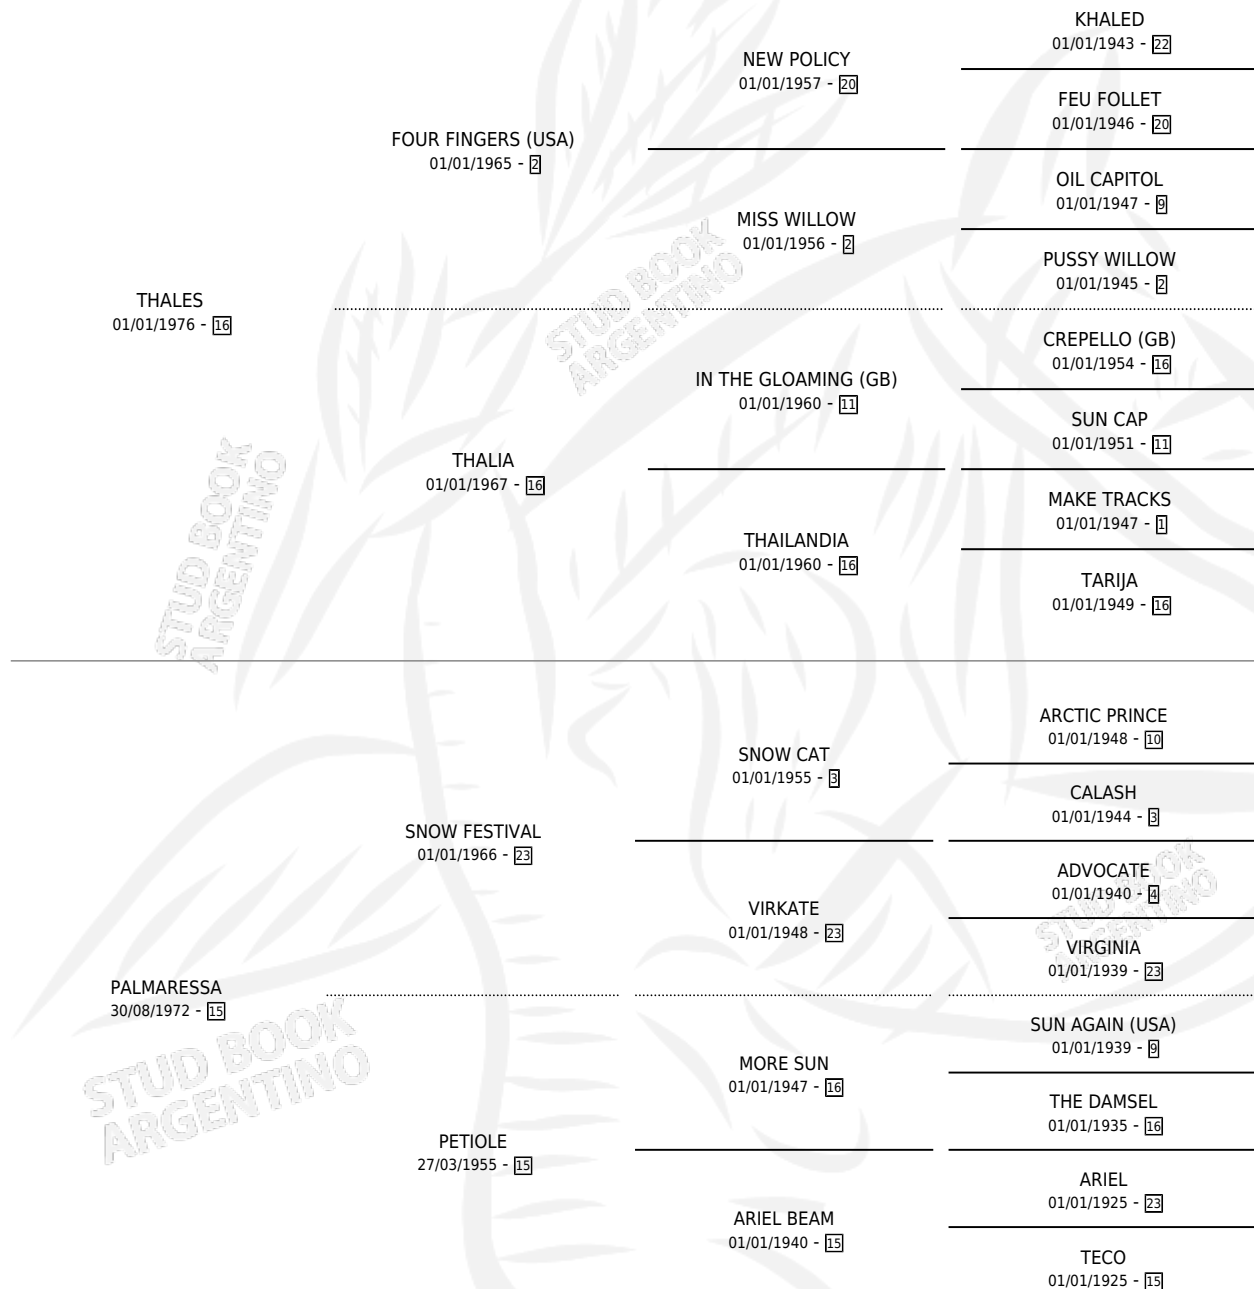 KHALED
01/01/1943 - 22
NEW POLICY
01/01/1957 - 20
FEU FOLLET
01/01/1946 - 20
FOUR FINGERS (USA)
01/01/1965 - 2
OIL CAPITOL
01/01/1947 - 9
MISS WILLOW
01/01/1956 - 2
PUSSY WILLOW
01/01/1945 - 2
THALES
01/01/1976 - 16
CREPELLO (GB)
01/01/1954 - 16
IN THE GLOAMING (GB)
01/01/1960 - 11
SUN CAP
01/01/1951 - 11
THALIA
01/01/1967 - 16
MAKE TRACKS
01/01/1947 - 1
THAILANDIA
01/01/1960 - 16
TARIJA
01/01/1949 - 16
STUD BOOK
ARGENTINO
STUD BOOK
ARGENTINO
ARCTIC PRINCE
01/01/1948 - 10
SNOW CAT
01/01/1955 - 3
CALASH
01/01/1944 - 3
SNOW FESTIVAL
01/01/1966 - 23
ADVOCATE
01/01/1940 - 4
VIRKATE
01/01/1948 - 23
VIRGINIA
01/01/1939 - 23
PALMARESSA
30/08/1972 - 15
SUN AGAIN (USA)
01/01/1939 - 9
MORE SUN
01/01/1947 - 16
THE DAMSEL
01/01/1935 - 16
PETIOLE
27/03/1955 - 15
ARIEL
01/01/1925 - 23
ARIEL BEAM
01/01/1940 - 15
TECO
01/01/1925 - 15
STUD BOOK
ARGENTINO
STUD BOOK
ARGENTINO